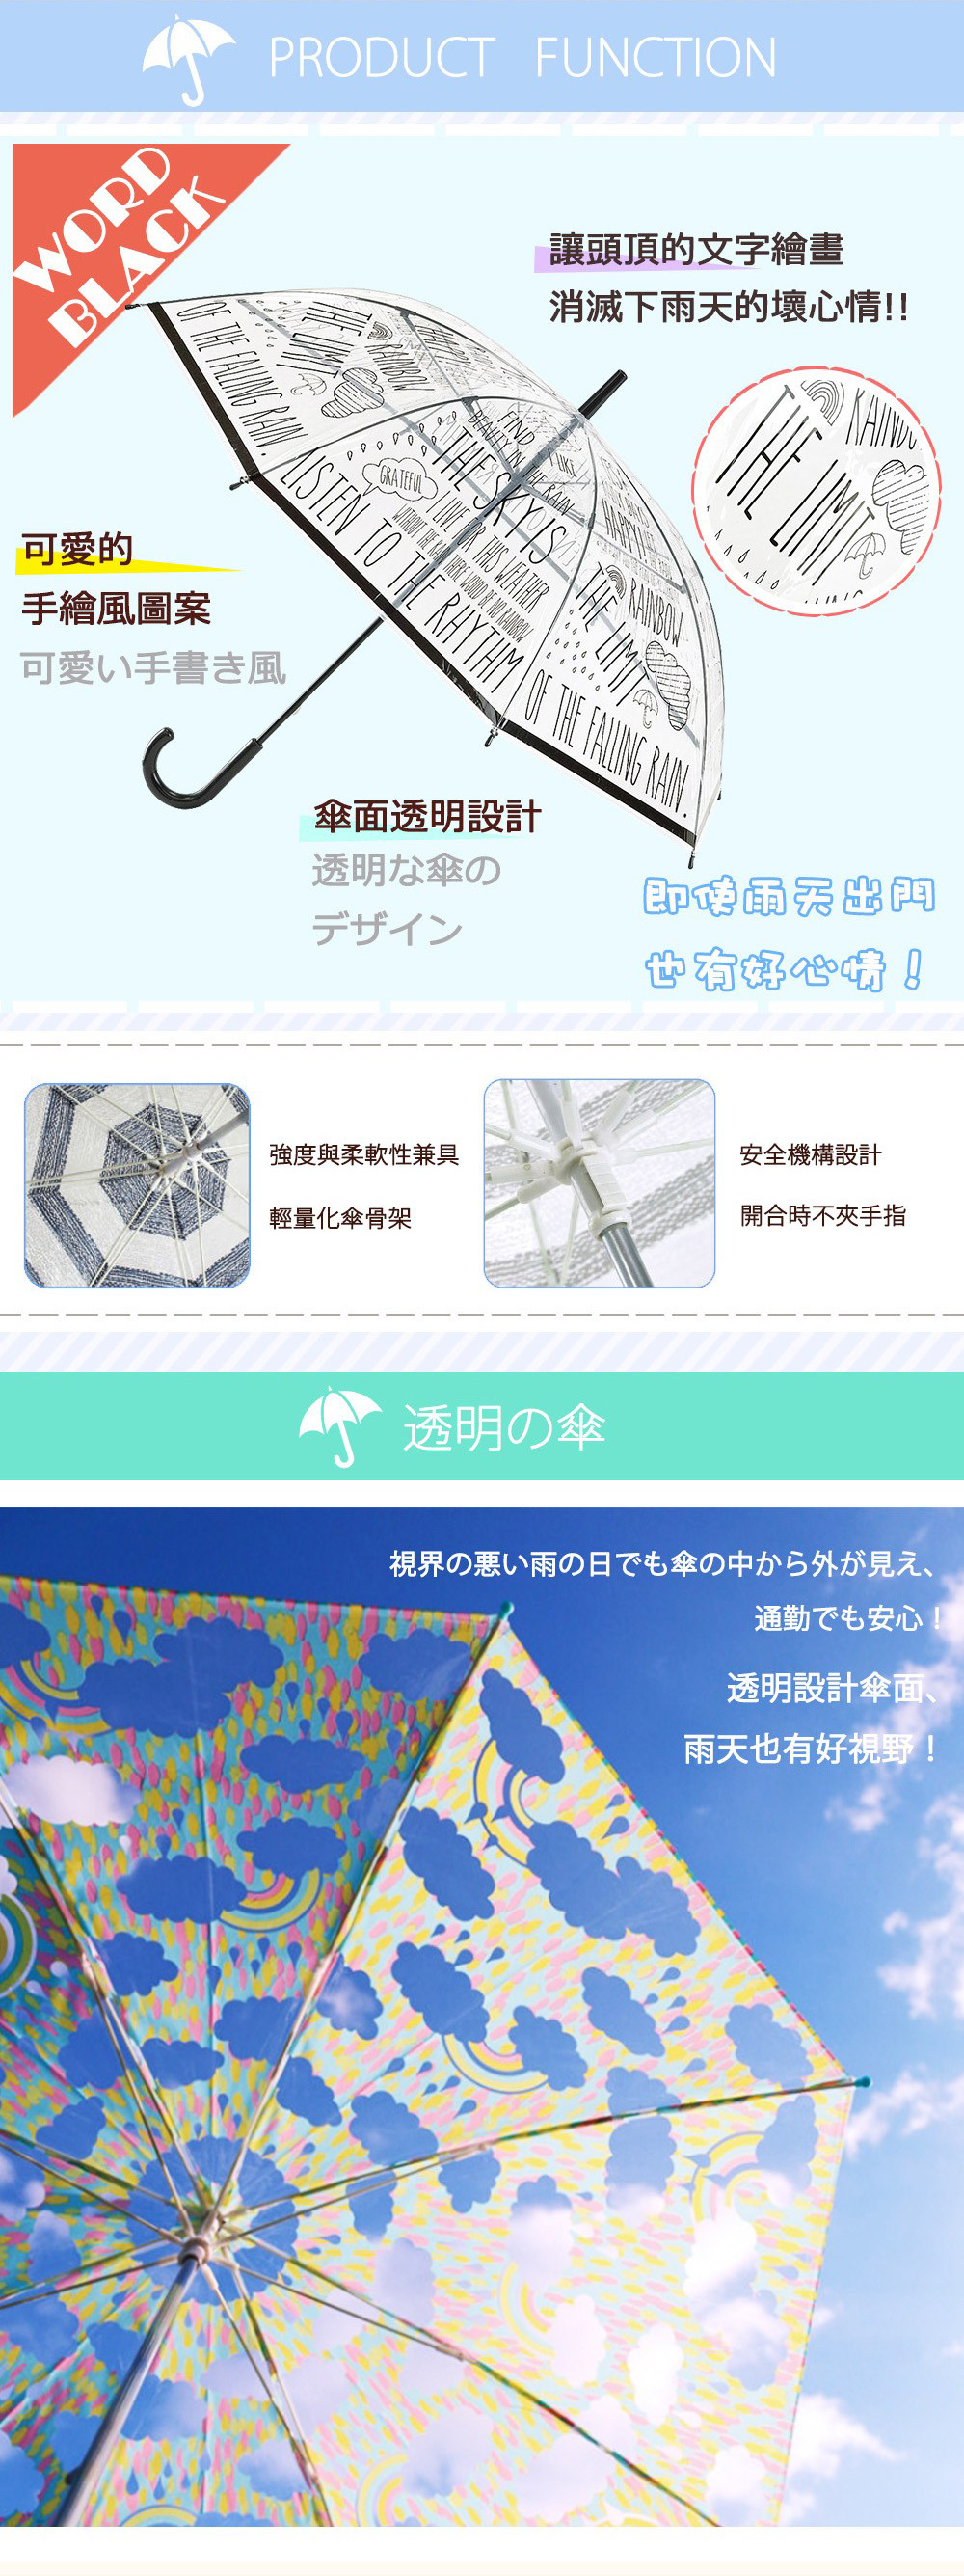 PRODUCT FUNCTION
WORD
BLACK
讓頭頂的文字繪畫
消滅下雨天的壞心情!!
OF THE FALLING RAIN
THE LIMIT
RAINBOW
FIND
BEAUTY IN THE RAIN
LIKE
THE SKY IS
GRATEFUL
HAPPY
LISTEN TO THE RHYTHM
THE LIMIT
RAINBOW
OF THE FALLING RAIN.
THE LIMIT
可愛的
手繪風圖案
可愛い手書き風
傘面透明設計
透明な傘の
デザイン
即使雨天出門
也有好心情！
強度與柔軟性兼具
輕量化傘骨架
安全機構設計
開合時不夾手指
透明の傘
視界の悪い雨の日でも傘の中から外が見え、
通勤でも安心！
透明設計傘面、
雨天也有好視野！